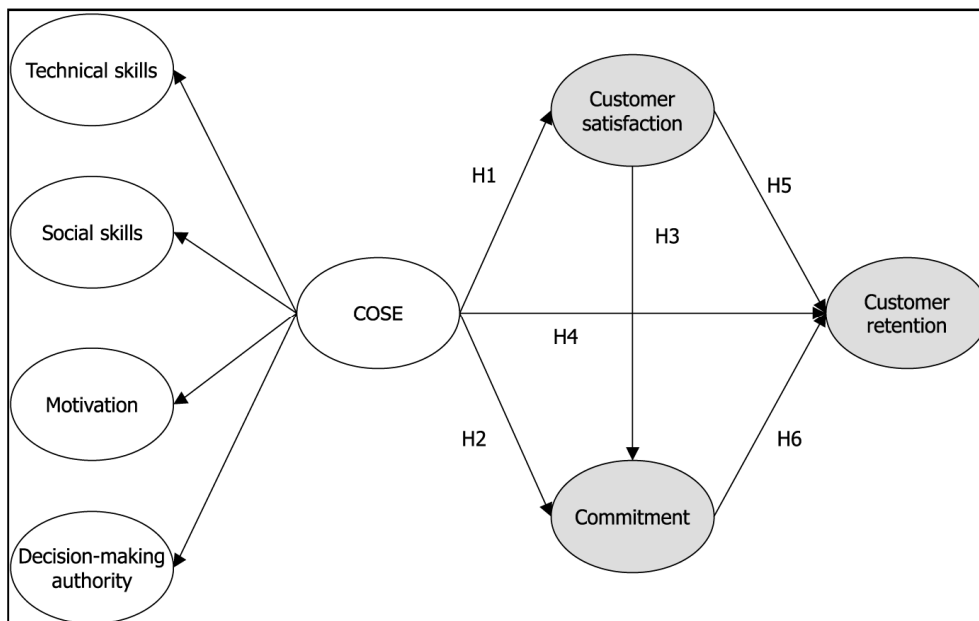 Technical skills
Social skills
Motivation
Decision-making
authority
COSE
H1
H2
Customer
satisfaction
H3
H4
Commitment
H5
H6
Customer
retention